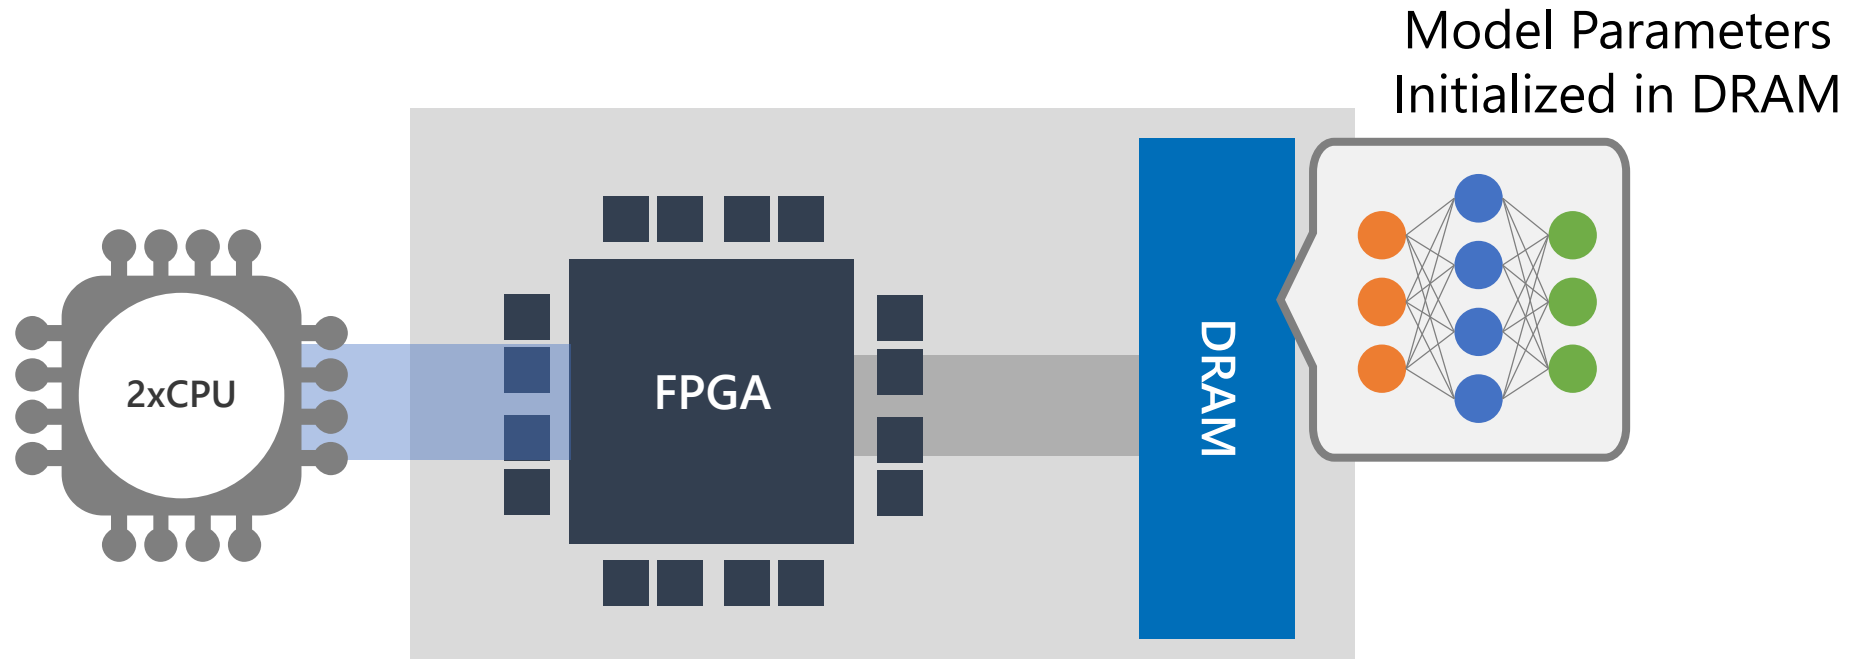 Model Parameters
Initialized in DRAM
2xCPU
FPGA
DRAM